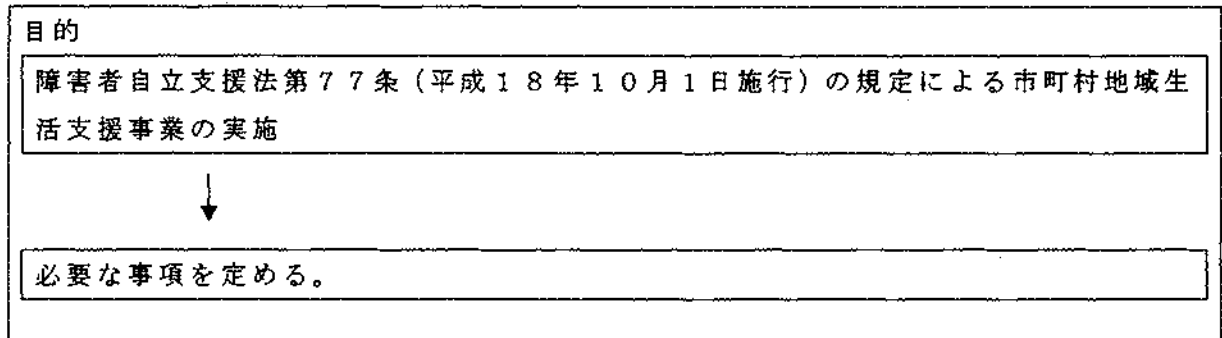 目的
障害者自立支援法第７７条（平成１８年１０月１日施行）の規定による市町村地域生
活支援事業の実施
必要な事項を定める。